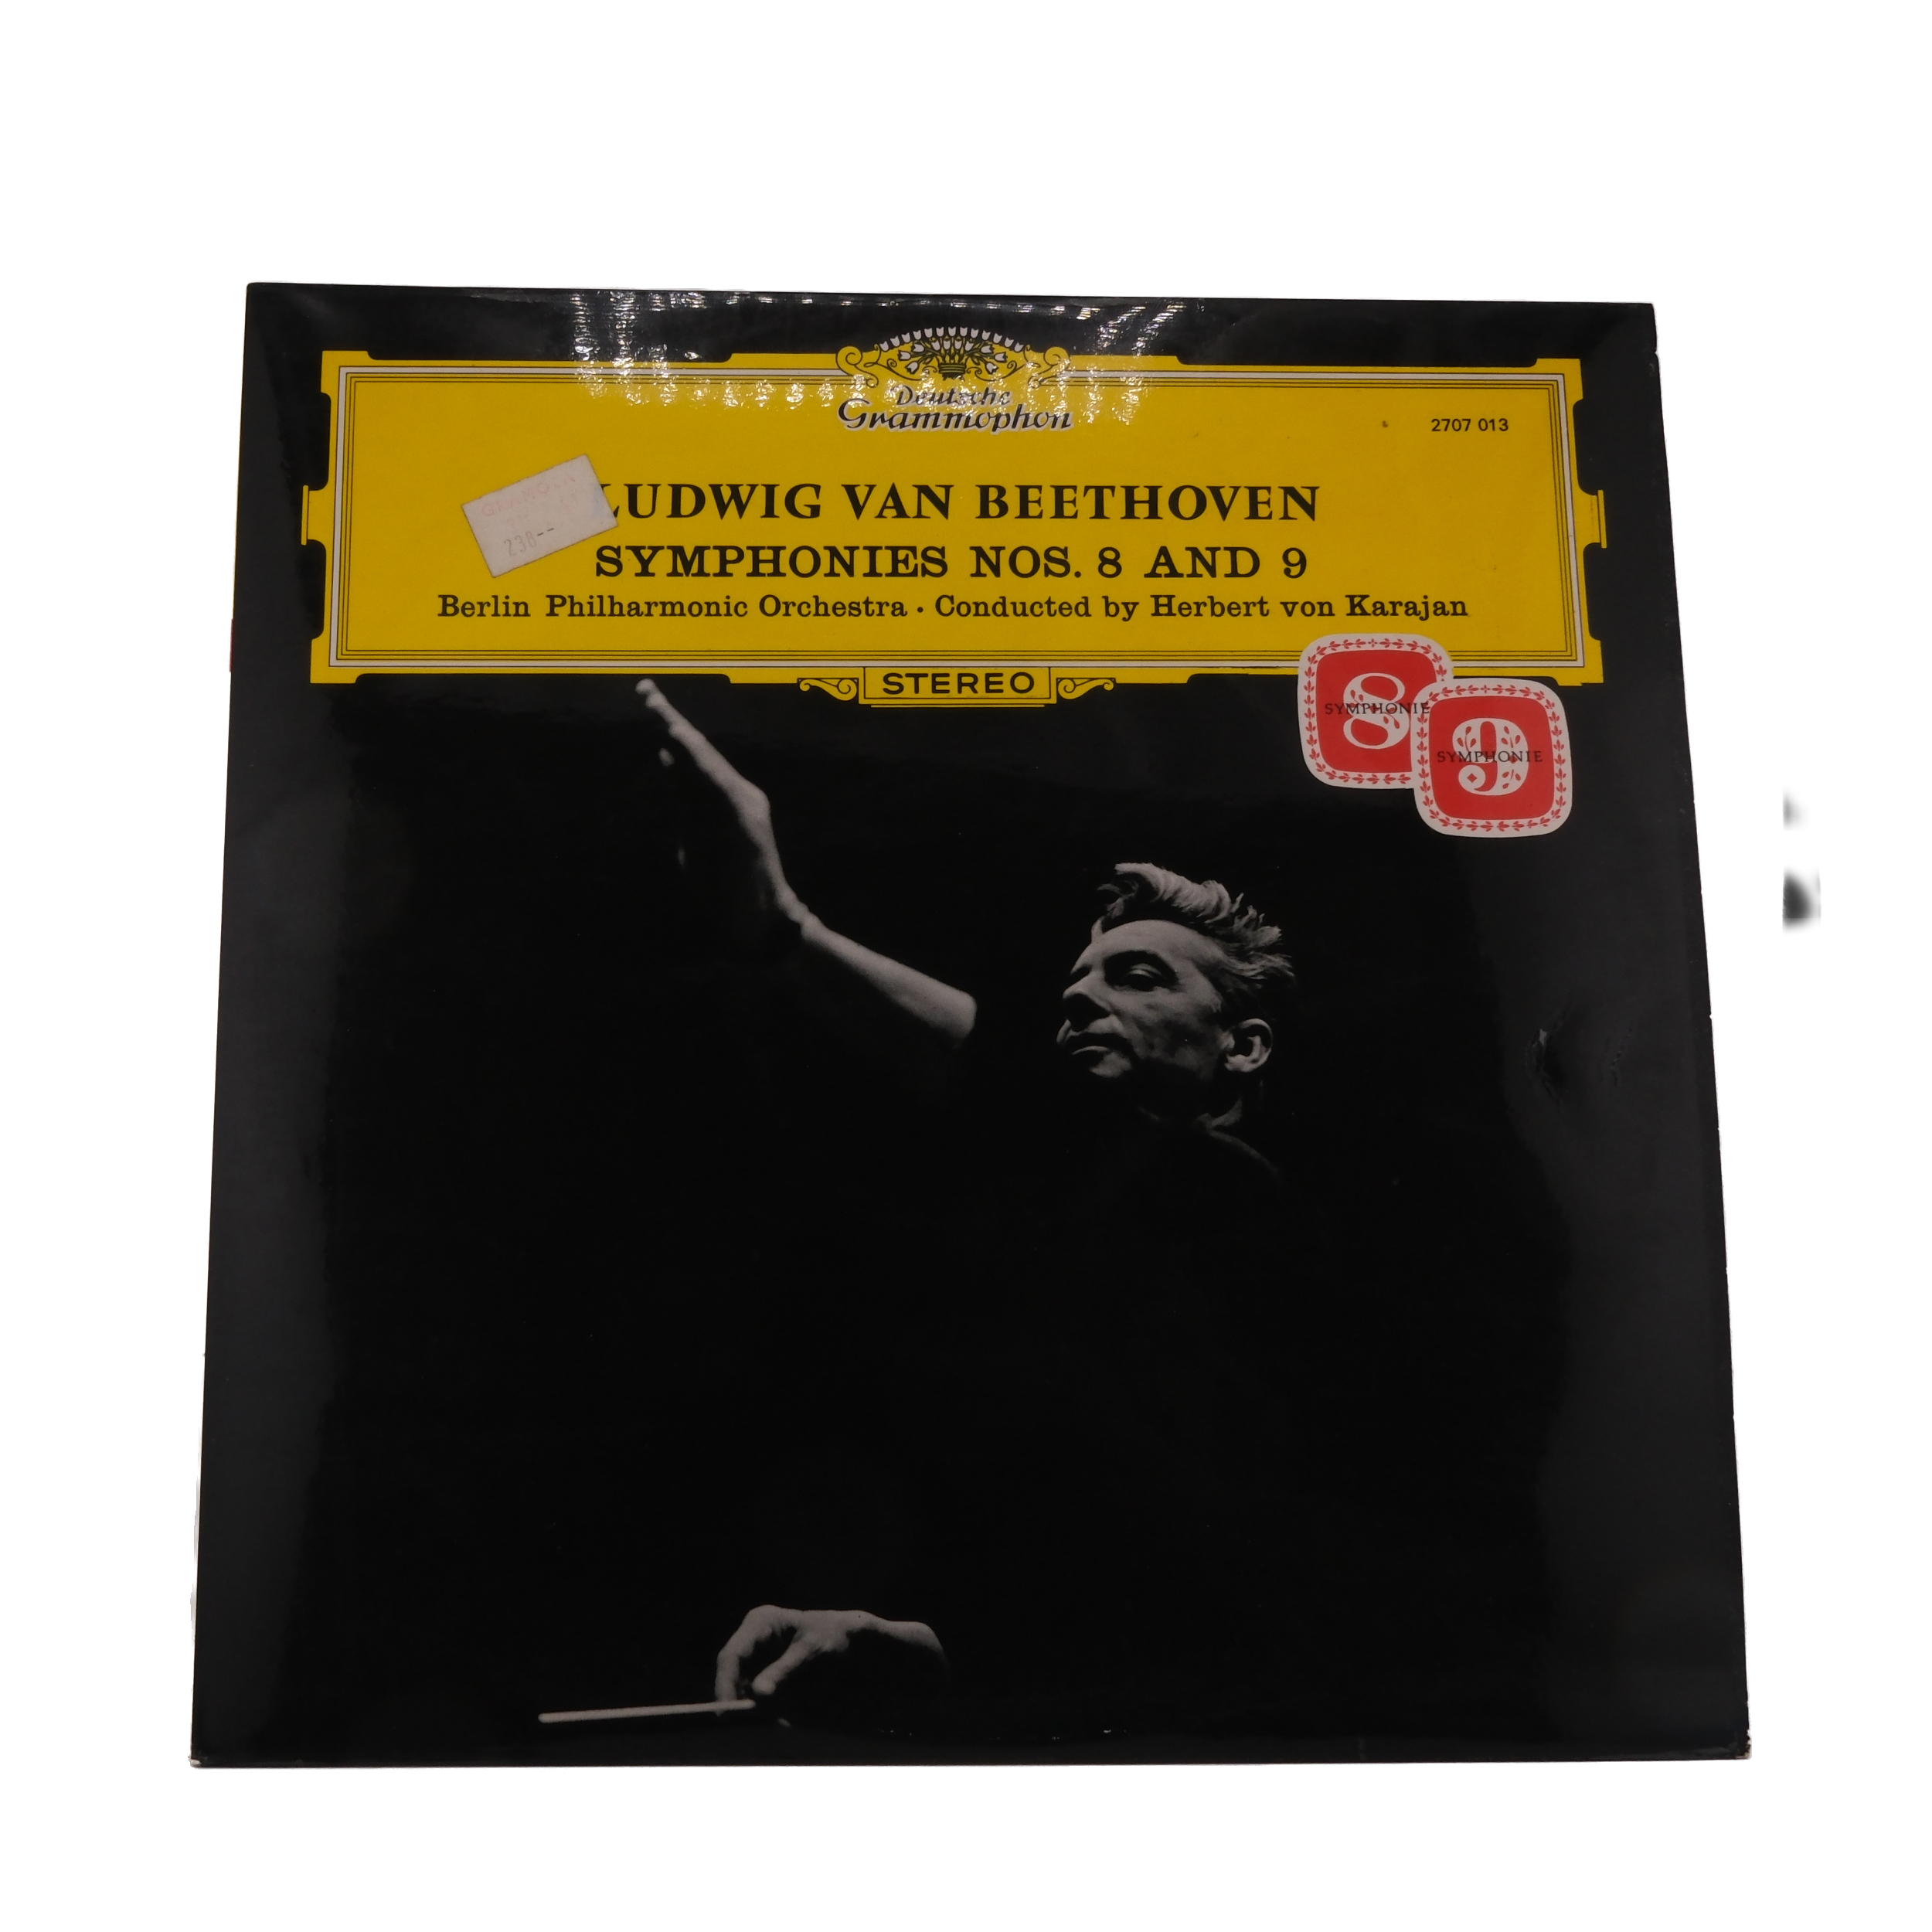 Deutsche
Grammophon
2707 013
238--
LUDWIG VAN BEETHOVEN
SYMPHONIES NOS. 8 AND 9
Berlin Philharmonic Orchestra · Conducted by Herbert von Karajan
STEREO
8
SYMPHONIE
9
SYMPHONIE